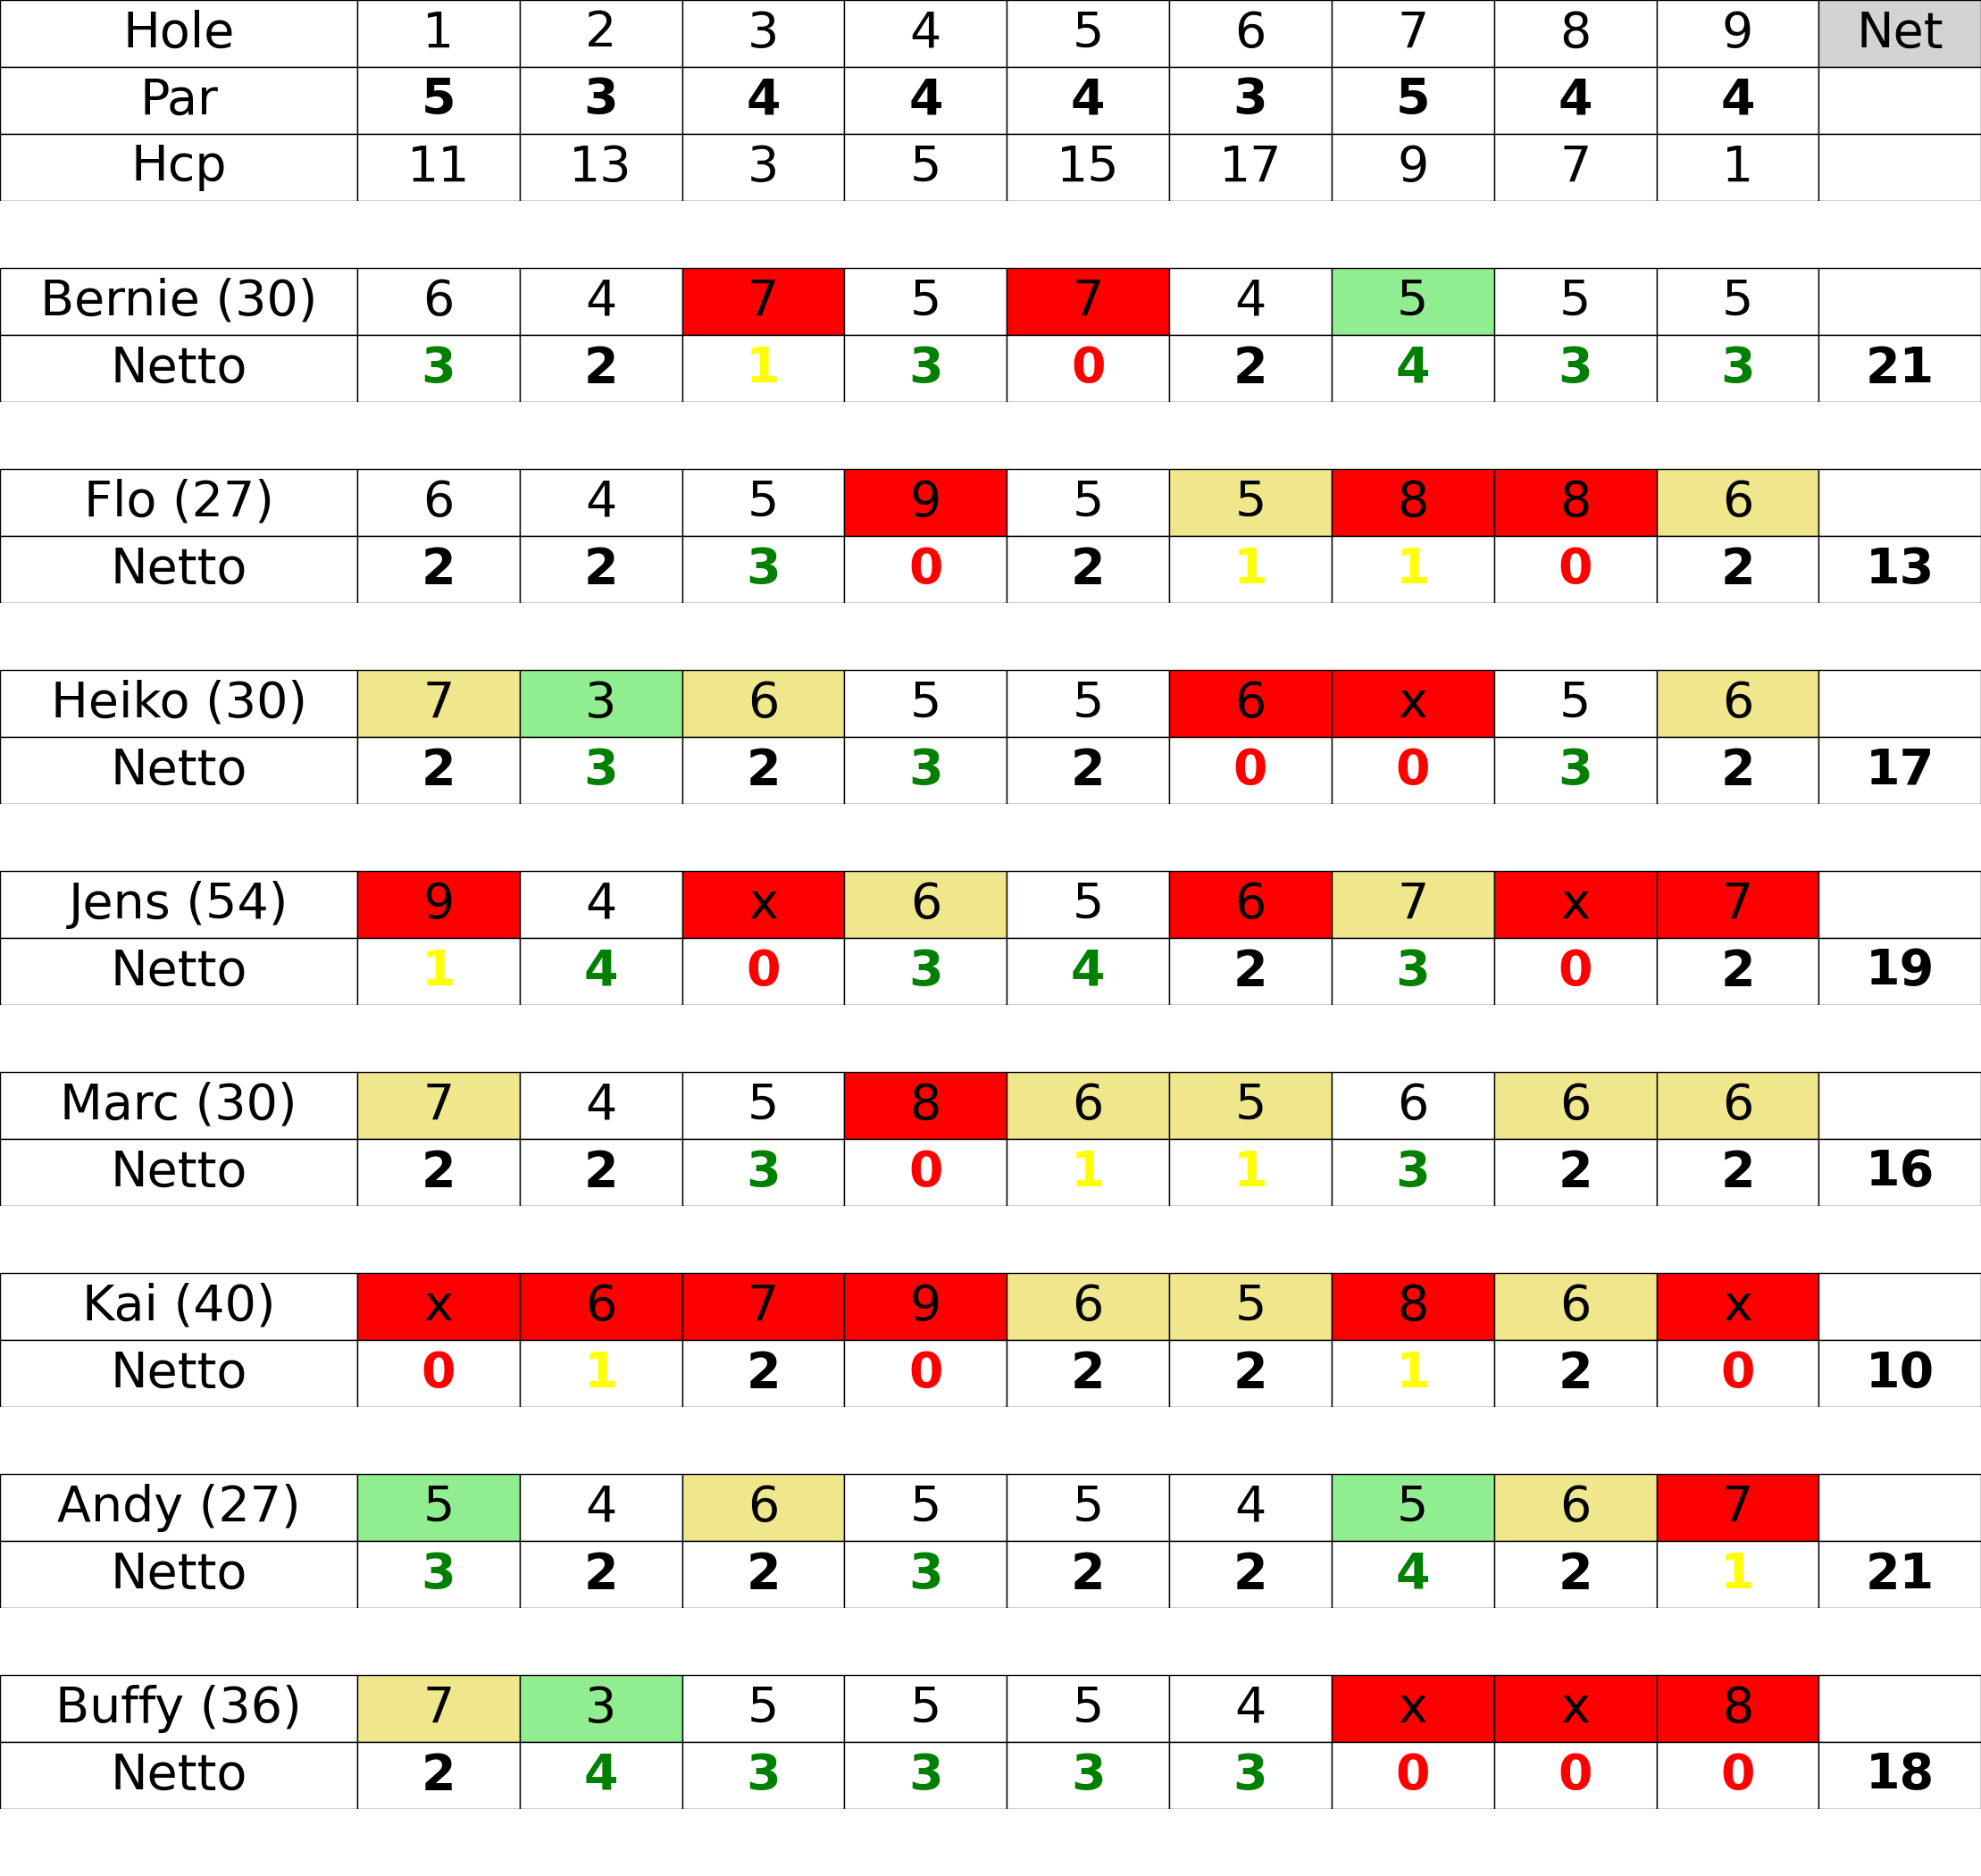 Hole 1 2 3 4 5 6 7 8 9 Net
Par 5 3 4 4 4 3 5 4 4
Hcp 11 13 3 5 15 17 9 7 1
Bernie (30) 6 4 7 5 7 4 5 5 5
Netto 3 2 1 3 0 2 4 3 3 21
Flo (27) 6 4 5 9 5 5 8 8 6
Netto 2 2 3 0 2 1 1 0 2 13
Heiko (30) 7 3 6 5 5 6 x 5 6
Netto 2 3 2 3 2 0 0 3 2 17
Jens (54) 9 4 x 6 5 6 7 x 7
Netto 1 4 0 3 4 2 3 0 2 19
Marc (30) 7 4 5 8 6 5 6 6 6
Netto 2 2 3 0 1 1 3 2 2 16
Kai (40) x 6 7 9 6 5 8 6 x
Netto 0 1 2 0 2 2 1 2 0 10
Andy (27) 5 4 6 5 5 4 5 6 7
Netto 3 2 2 3 2 2 4 2 1 21
Buffy (36) 7 3 5 5 5 4 x x 8
Netto 2 4 3 3 3 3 0 0 0 18